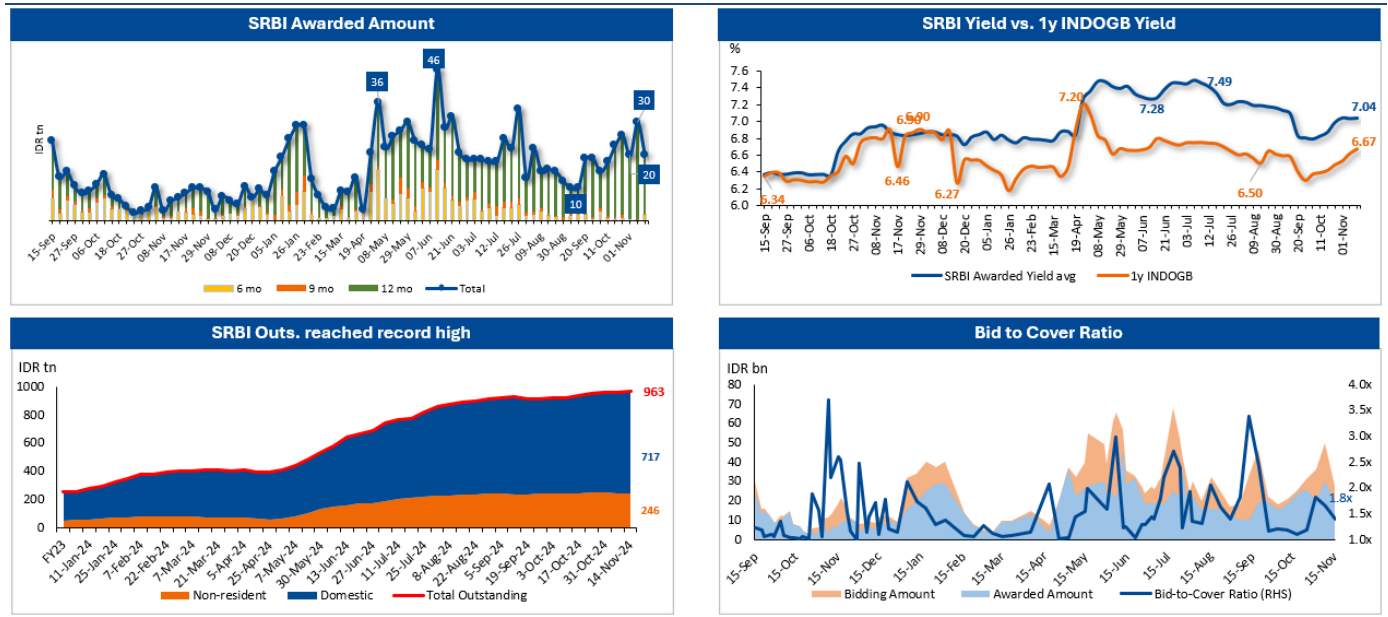 SRBI Awarded Amount
IDR tn
36
46
30
20
10
15-Sep
27-Sep
06-Oct
18-Oct
27-Oct
08-Nov
17-Nov
29-Nov
08-Dec
20-Dec
05-Jan
26-Jan
23-Feb
15-Mar
19-Apr
08-May
29-May
07-Jun
21-Jun
03-Jul
12-Jul
26-Jul
09-Aug
30-Aug
20-Sep
11-Oct
01-Nov
6 mo 9 mo 12 mo Total
SRBI Yield vs. 1y INDOGB Yield
%
7.6
7.4
7.2
7.0
6.8
6.6
6.4
6.2
6.0
6.34
6.90
6.90
6.46
6.27
7.20
7.28
7.49
6.50
7.04
6.67
15-Sep
27-Sep
06-Oct
18-Oct
27-Oct
08-Nov
17-Nov
29-Nov
08-Dec
20-Dec
05-Jan
26-Jan
23-Feb
15-Mar
19-Apr
08-May
29-May
07-Jun
21-Jun
03-Jul
12-Jul
26-Jul
09-Aug
30-Aug
20-Sep
11-Oct
01-Nov
SRBI Awarded Yield avg 1y INDOGB
SRBI Outs. reached record high
IDR tn
1000
800
600
400
200
0
963
717
246
FY23
11-Jan-24
25-Jan-24
7-Feb-24
22-Feb-24
7-Mar-24
21-Mar-24
5-Apr-24
25-Apr-24
7-May-24
30-May-24
13-Jun-24
27-Jun-24
11-Jul-24
25-Jul-24
8-Aug-24
22-Aug-24
5-Sep-24
19-Sep-24
3-Oct-24
17-Oct-24
31-Oct-24
14-Nov-24
Non-resident Domestic Total Outstanding
Bid to Cover Ratio
IDR bn
80
70
60
50
40
30
20
10
0
4.0x
3.5x
3.0x
2.5x
2.0x
1.5x
1.0x
1.8x
15-Sep
15-Oct
15-Nov
15-Dec
15-Jan
15-Feb
15-Mar
15-Apr
15-May
15-Jun
15-Jul
15-Aug
15-Sep
15-Oct
15-Nov
Bidding Amount Awarded Amount Bid-to-Cover Ratio (RHS)